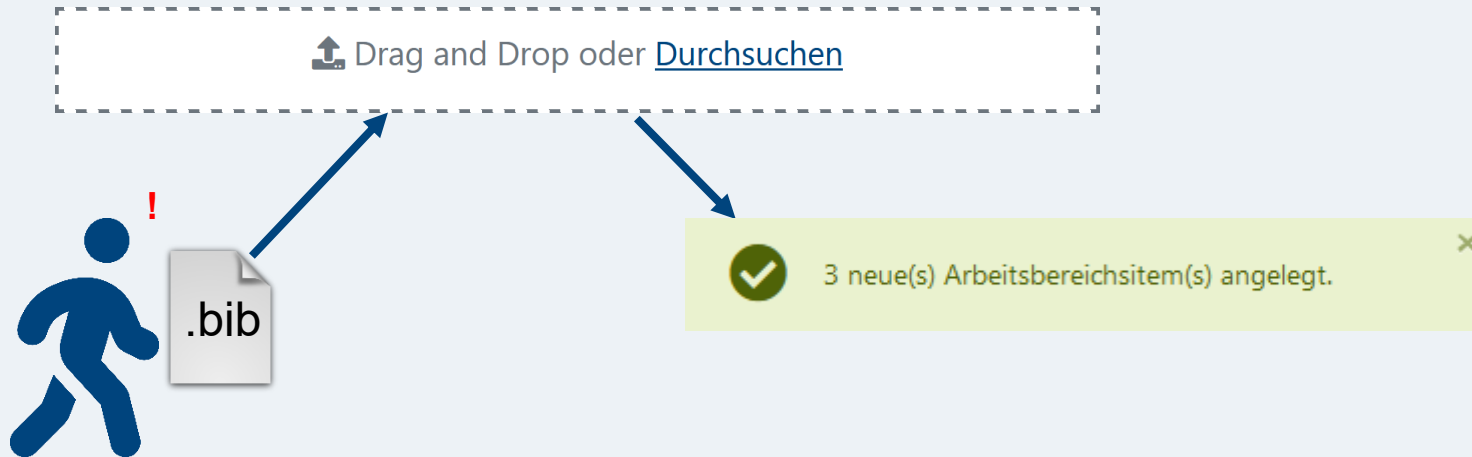 Drag and Drop oder Durchsuchen
!
.bib
3 neue(s) Arbeitsbereichsitem(s) angelegt.